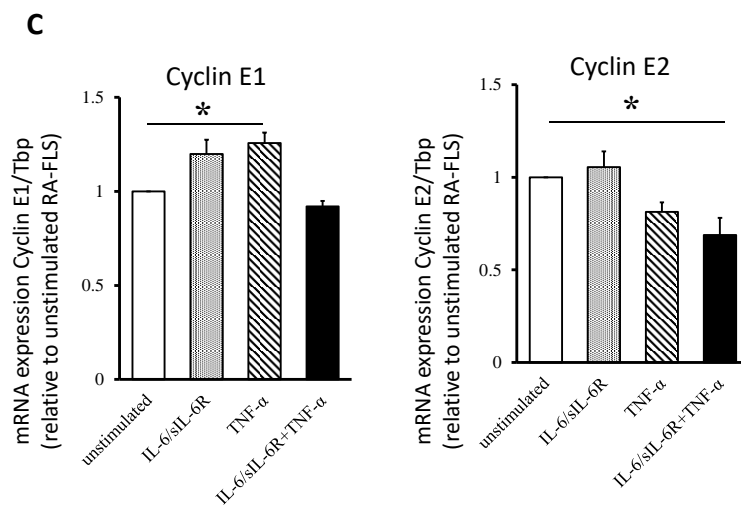 C
Cyclin E1
mRNA expression Cyclin E1/Tbp
(relative to unstimulated RA-FLS)
1.5
1
0.5
0
*
unstimulated
IL-6/sIL-6R
TNF-α
IL-6/sIL-6R+TNF-α
Cyclin E2
mRNA expression Cyclin E2/Tbp
(relative to unstimulated RA-FLS)
1.5
1
0.5
0
*
unstimulated
IL-6/sIL-6R
TNF-α
IL-6/sIL-6R+TNF-α